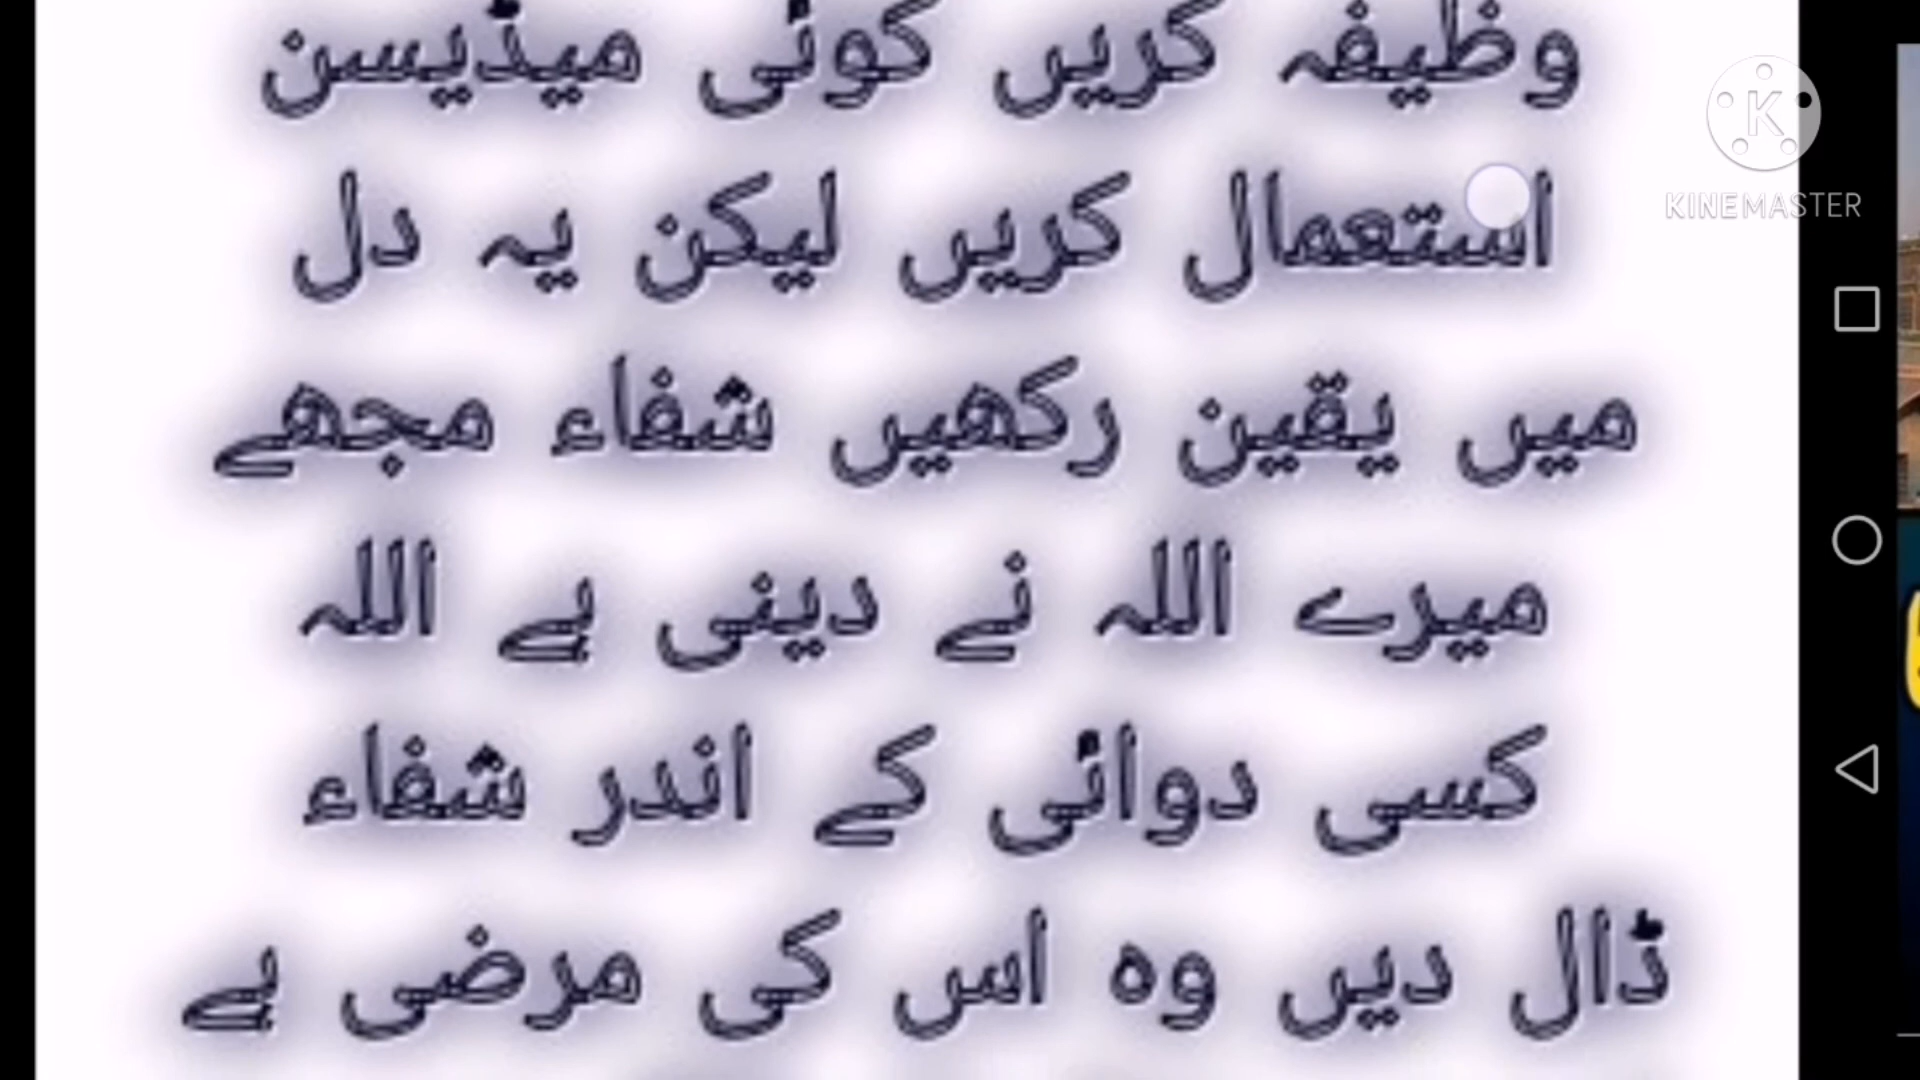 وظیفہ کریں کوئی میڈیسن
استعمال کریں لیکن یہ دل
میں یقین رکھیں شفاء مجھے
میرے اللہ نے دینی ہے اللہ
کسی دوائی کے اندر شفاء
ڈال دیں وہ اس کی مرضی ہے
K
KINEMASTER